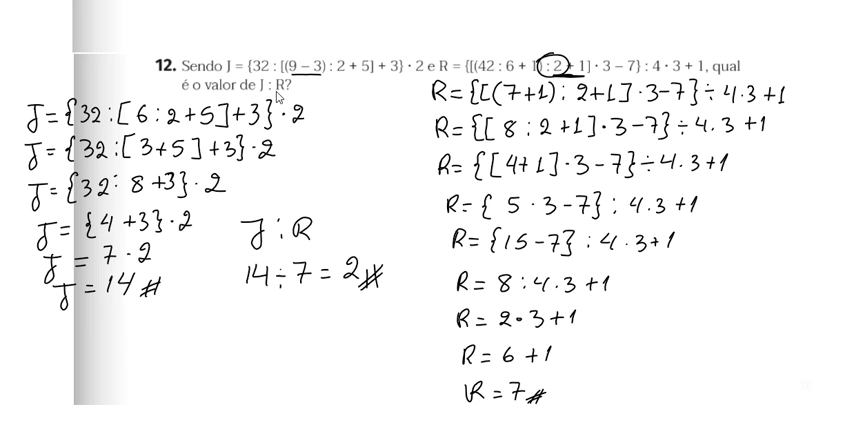 12. Sendo J = {32 : [(9 – 3) : 2 + 5] + 3} · 2 e R = {[(42 : 6 + 1) : 2 + 1] · 3 – 7} : 4 · 3 + 1, qual
é o valor de J : R?
J = {32 : [6 : 2 + 5] + 3} · 2
J = {32 : [3 + 5] + 3} · 2
J = {32 : 8 + 3} · 2
J = {4 + 3} · 2
J = 7 · 2
J = 14 #
J : R
14 ÷ 7 = 2 #
R = {[(7 + 1) : 2 + 1] · 3 – 7} ÷ 4 · 3 + 1
R = {[8 : 2 + 1] · 3 – 7} ÷ 4 . 3 + 1
R = {[4 + 1] · 3 – 7} ÷ 4 · 3 + 1
R = {5 · 3 – 7} : 4 . 3 + 1
R = {15 – 7} : 4 · 3 + 1
R = 8 : 4 . 3 + 1
R = 2 · 3 + 1
R = 6 + 1
R = 7 #